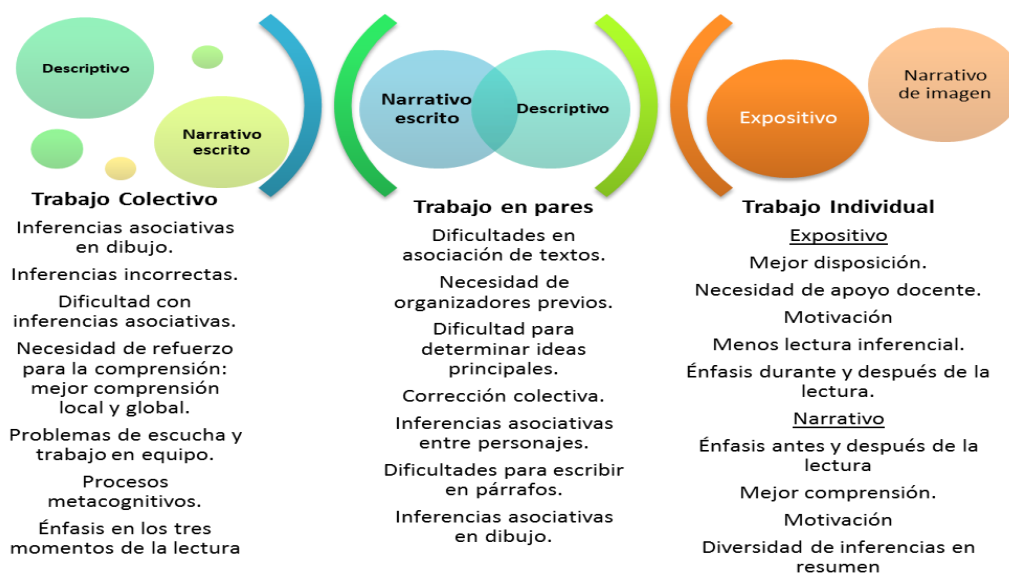 Descriptivo
Narrativo
escrito
Trabajo Colectivo
Inferencias asociativas
en dibujo.
Inferencias incorrectas.
Dificultad con
inferencias asociativas.
Necesidad de refuerzo
para la comprensión:
mejor comprensión
local y global.
Problemas de escucha y
trabajo en equipo.
Procesos
metacognitivos.
Énfasis en los tres
momentos de la lectura
Narrativo
escrito
Descriptivo
Trabajo en pares
Dificultades en
asociación de textos.
Necesidad de
organizadores previos.
Dificultad para
determinar ideas
principales.
Corrección colectiva.
Inferencias asociativas
entre personajes.
Dificultades para escribir
en párrafos.
Inferencias asociativas
en dibujo.
Expositivo
Narrativo
de imagen
Trabajo Individual
Expositivo
Mejor disposición.
Necesidad de apoyo docente.
Motivación
Menos lectura inferencial.
Énfasis durante y después de la
lectura.
Narrativo
Énfasis antes y después de la
lectura
Mejor comprensión.
Motivación
Diversidad de inferencias en
resumen